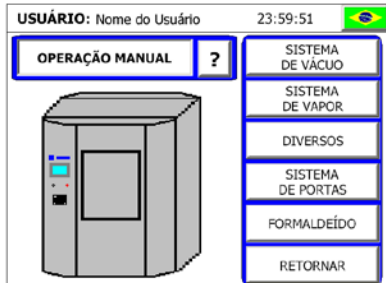 USUÁRIO: Nome do Usuário 23:59:51
OPERAÇÃO MANUAL ?
SISTEMA
DE VÁCUO
SISTEMA
DE VAPOR
DIVERSOS
SISTEMA
DE PORTAS
FORMALDEÍDO
RETORNAR